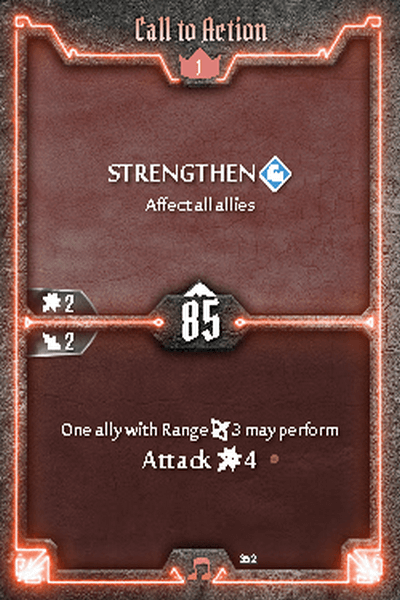 Call to Action
1
STRENGTHEN
Affect all allies
2
85
2
One ally with Range 3 may perform
Attack 4
352